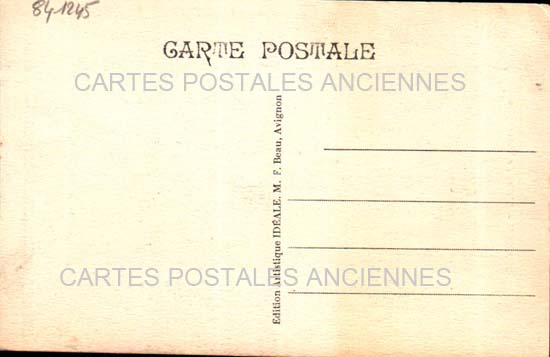 84-1245
CARTE POSTALE
CARTES POSTALES ANCIENNES
Edition Artistique IDÉALE. M. F. Beau, Avignon
CARTES POSTALES ANCIENNES